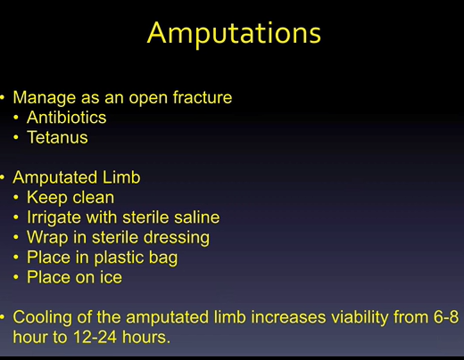 Amputations
• Manage as an open fracture
• Antibiotics
• Tetanus
• Amputated Limb
• Keep clean
• Irrigate with sterile saline
• Wrap in sterile dressing
• Place in plastic bag
• Place on ice
• Cooling of the amputated limb increases viability from 6-8
hour to 12-24 hours.